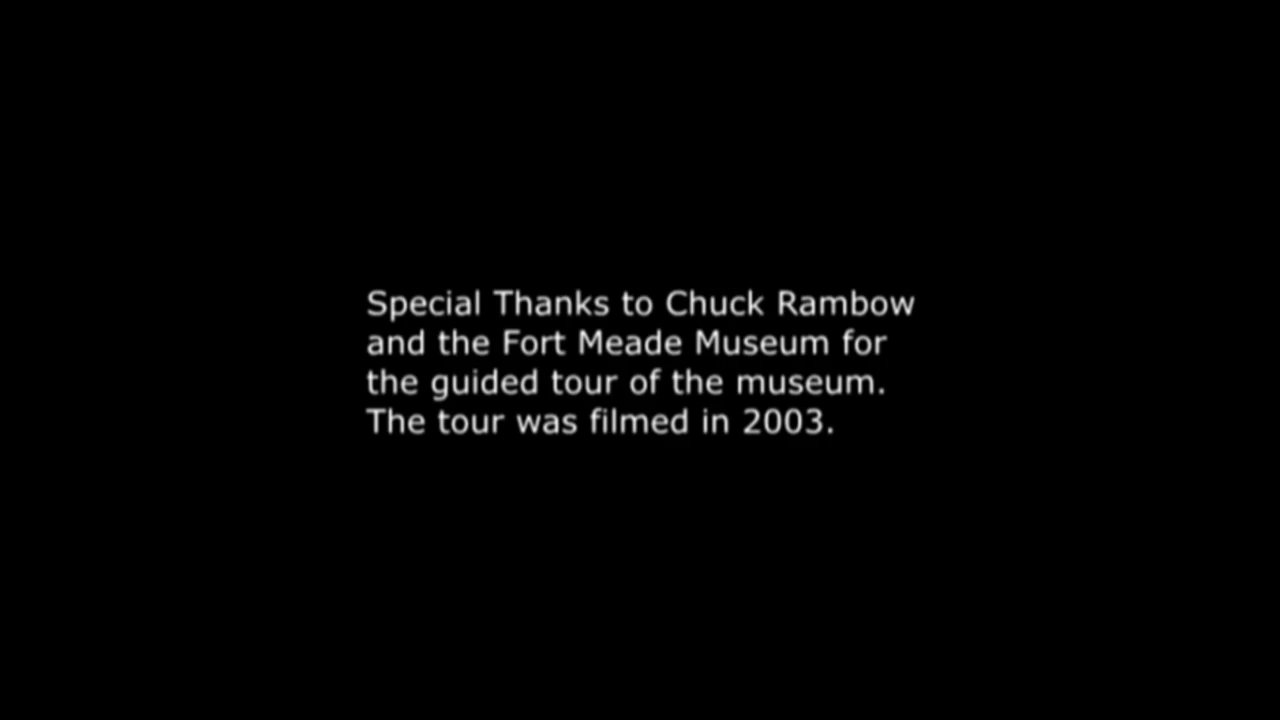 Special Thanks to Chuck Rambow
and the Fort Meade Museum for
the guided tour of the museum.
The tour was filmed in 2003.